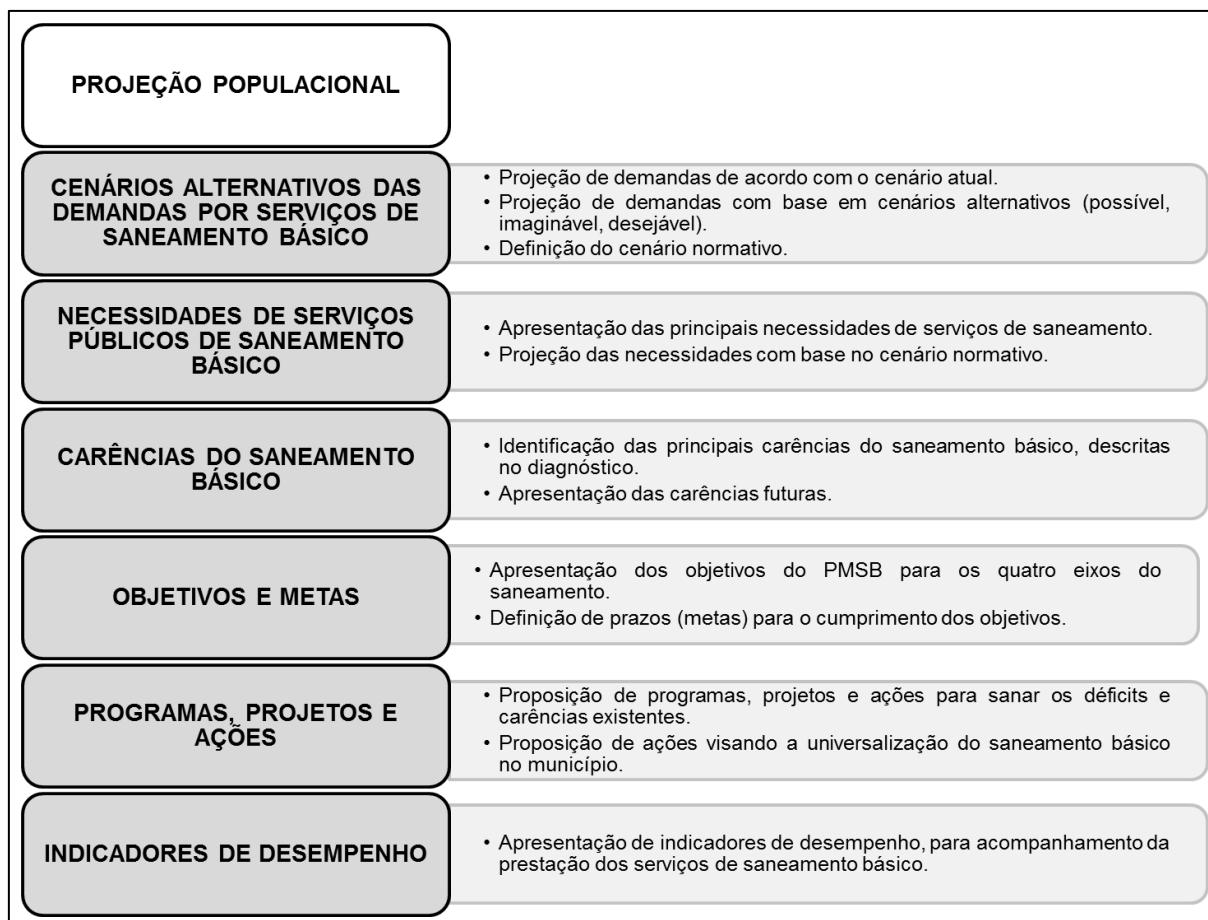 PROJEÇÃO POPULACIONAL
CENÁRIOS ALTERNATIVOS DAS
DEMANDAS POR SERVIÇOS DE
SANEAMENTO BÁSICO
• Projeção de demandas de acordo com o cenário atual.
• Projeção de demandas com base em cenários alternativos (possível,
imaginável, desejável).
• Definição do cenário normativo.
NECESSIDADES DE SERVIÇOS
PÚBLICOS DE SANEAMENTO
BÁSICO
• Apresentação das principais necessidades de serviços de saneamento.
• Projeção das necessidades com base no cenário normativo.
CARÊNCIAS DO SANEAMENTO
BÁSICO
• Identificação das principais carências do saneamento básico, descritas
no diagnóstico.
• Apresentação das carências futuras.
OBJETIVOS E METAS
• Apresentação dos objetivos do PMSB para os quatro eixos do
saneamento.
• Definição de prazos (metas) para o cumprimento dos objetivos.
PROGRAMAS, PROJETOS E
AÇÕES
• Proposição de programas, projetos e ações para sanar os déficits e
carências existentes.
• Proposição de ações visando a universalização do saneamento básico
no município.
INDICADORES DE DESEMPENHO
• Apresentação de indicadores de desempenho, para acompanhamento da
prestação dos serviços de saneamento básico.